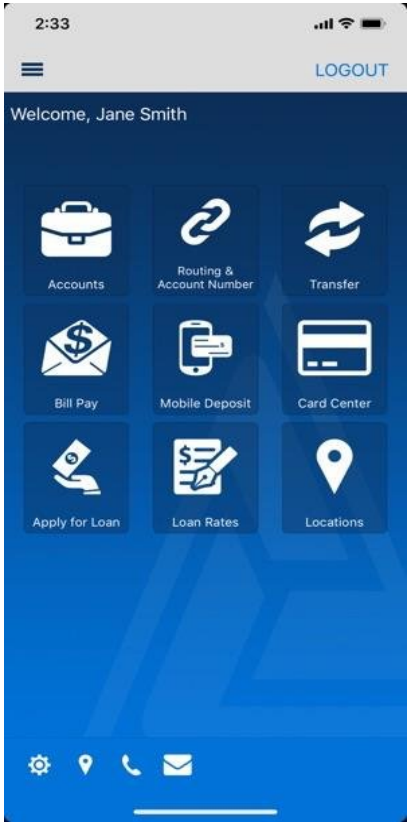 2:33
LOGOUT
Welcome, Jane Smith
Accounts
Routing &
Account Number
Transfer
$
Bill Pay
Mobile Deposit
Card Center
$
Apply for Loan
Loan Rates
Locations